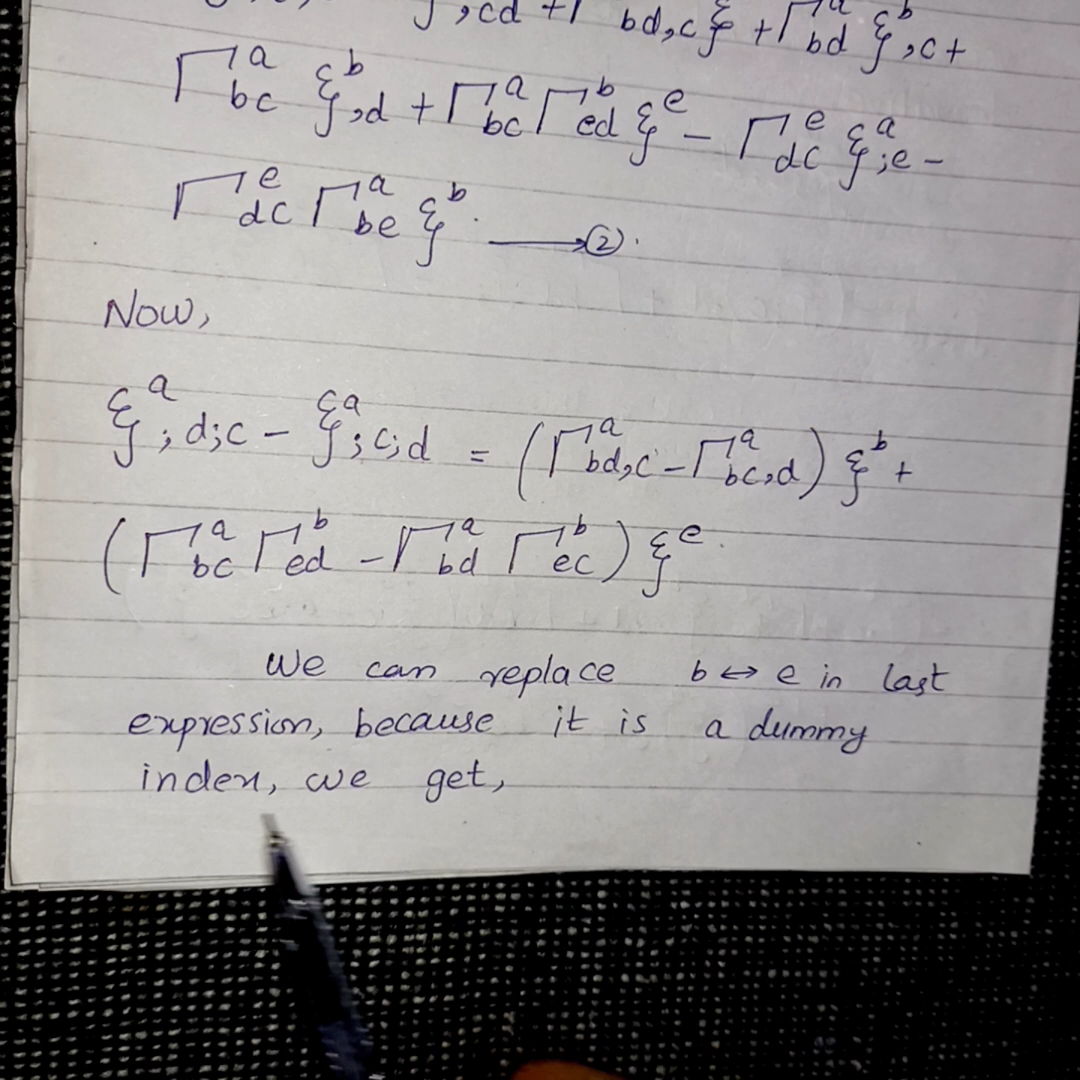 ,cd + Γ^a_{bd,c} ξ + Γ^a_{bd} ξ^b_{,c} +
Γ^a_{bc} ξ^b_{,d} + Γ^a_{bc} Γ^b_{ed} ξ^e - Γ^e_{dc} ξ^a_{;e} -
Γ^e_{dc} Γ^a_{be} ξ^b. → ②.
Now,
ξ^a_{;d;c} - ξ^a_{;c;d} = (Γ^a_{bd,c} - Γ^a_{bc,d}) ξ^b +
(Γ^a_{bc} Γ^b_{ed} - Γ^a_{bd} Γ^b_{ec}) ξ^e.
We can replace b ↔ e in last
expression, because it is a dummy
index, we get,